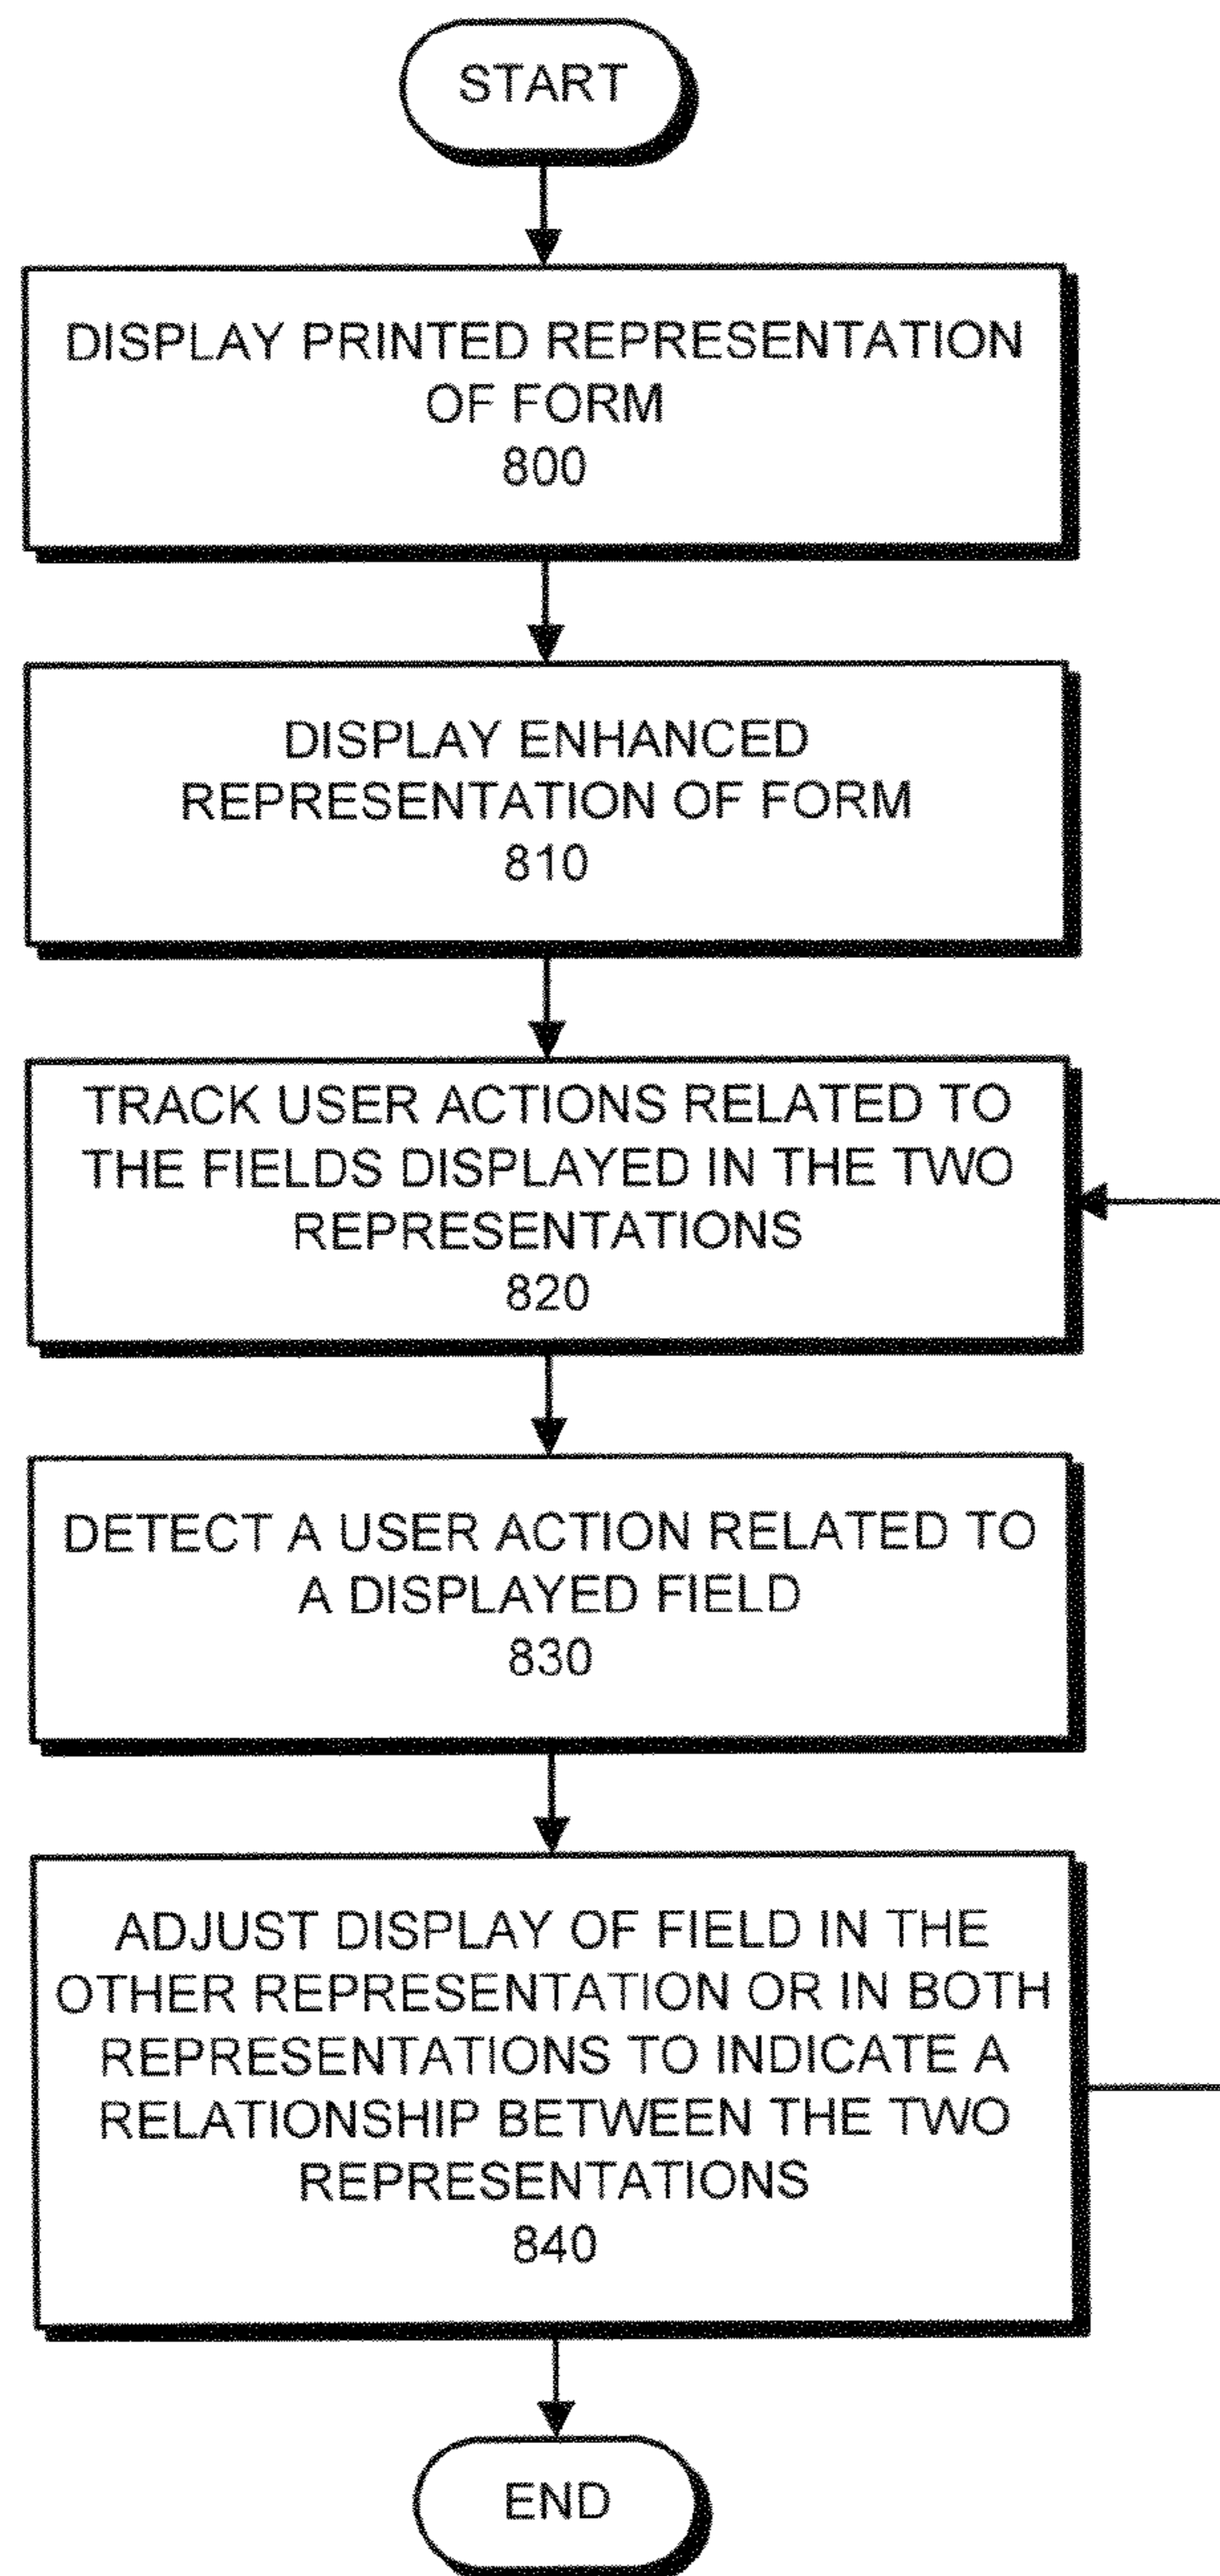 START
DISPLAY PRINTED REPRESENTATION
OF FORM
800
DISPLAY ENHANCED
REPRESENTATION OF FORM
810
TRACK USER ACTIONS RELATED TO
THE FIELDS DISPLAYED IN THE TWO
REPRESENTATIONS
820
DETECT A USER ACTION RELATED TO
A DISPLAYED FIELD
830
ADJUST DISPLAY OF FIELD IN THE
OTHER REPRESENTATION OR IN BOTH
REPRESENTATIONS TO INDICATE A
RELATIONSHIP BETWEEN THE TWO
REPRESENTATIONS
840
END